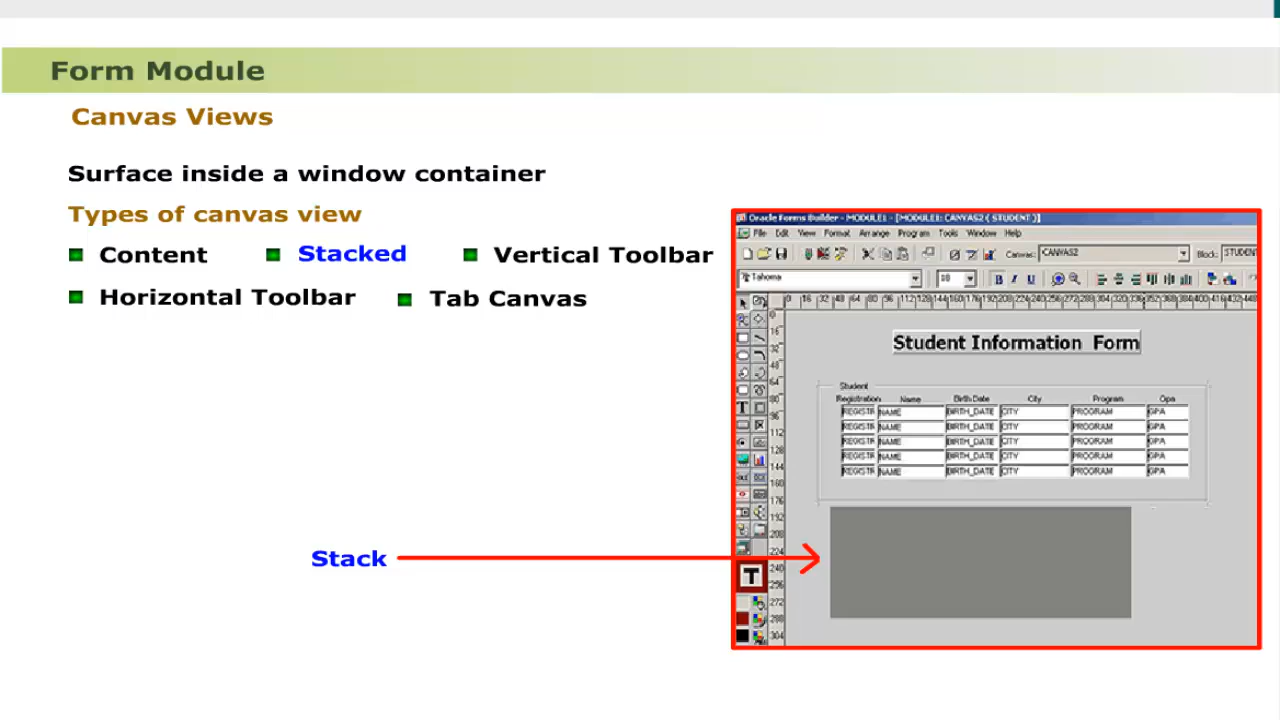 Form Module
Canvas Views
Surface inside a window container
Types of canvas view
Content Stacked Vertical Toolbar
Horizontal Toolbar Tab Canvas
Stack
Oracle Forms Builder - MODULE1 - [MODULE1: CANVAS2 ( STUDENT )]
File Edit View Format Arrange Program Tools Window Help
Canvas: CANVAS2 Block: STUDENT
Tahoma 10 B I U
Student Information Form
Student
Registration Name Birth Date City Program Gpa
REGISTR NAME BIRTH_DATE CITY PROGRAM GPA
REGISTR NAME BIRTH_DATE CITY PROGRAM GPA
REGISTR NAME BIRTH_DATE CITY PROGRAM GPA
REGISTR NAME BIRTH_DATE CITY PROGRAM GPA
REGISTR NAME BIRTH_DATE CITY PROGRAM GPA